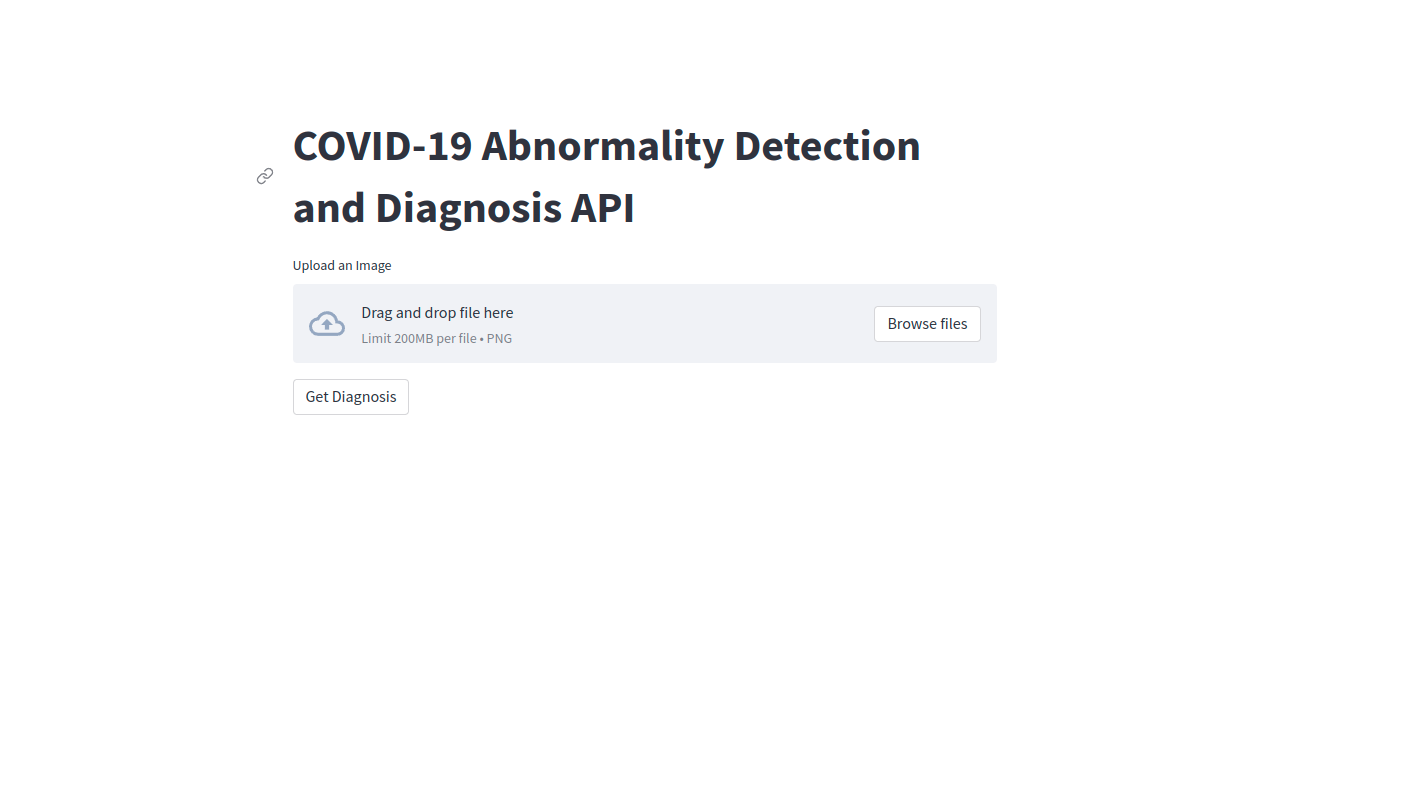 COVID-19 Abnormality Detection
and Diagnosis API
Upload an Image
Drag and drop file here
Limit 200MB per file • PNG
Browse files
Get Diagnosis